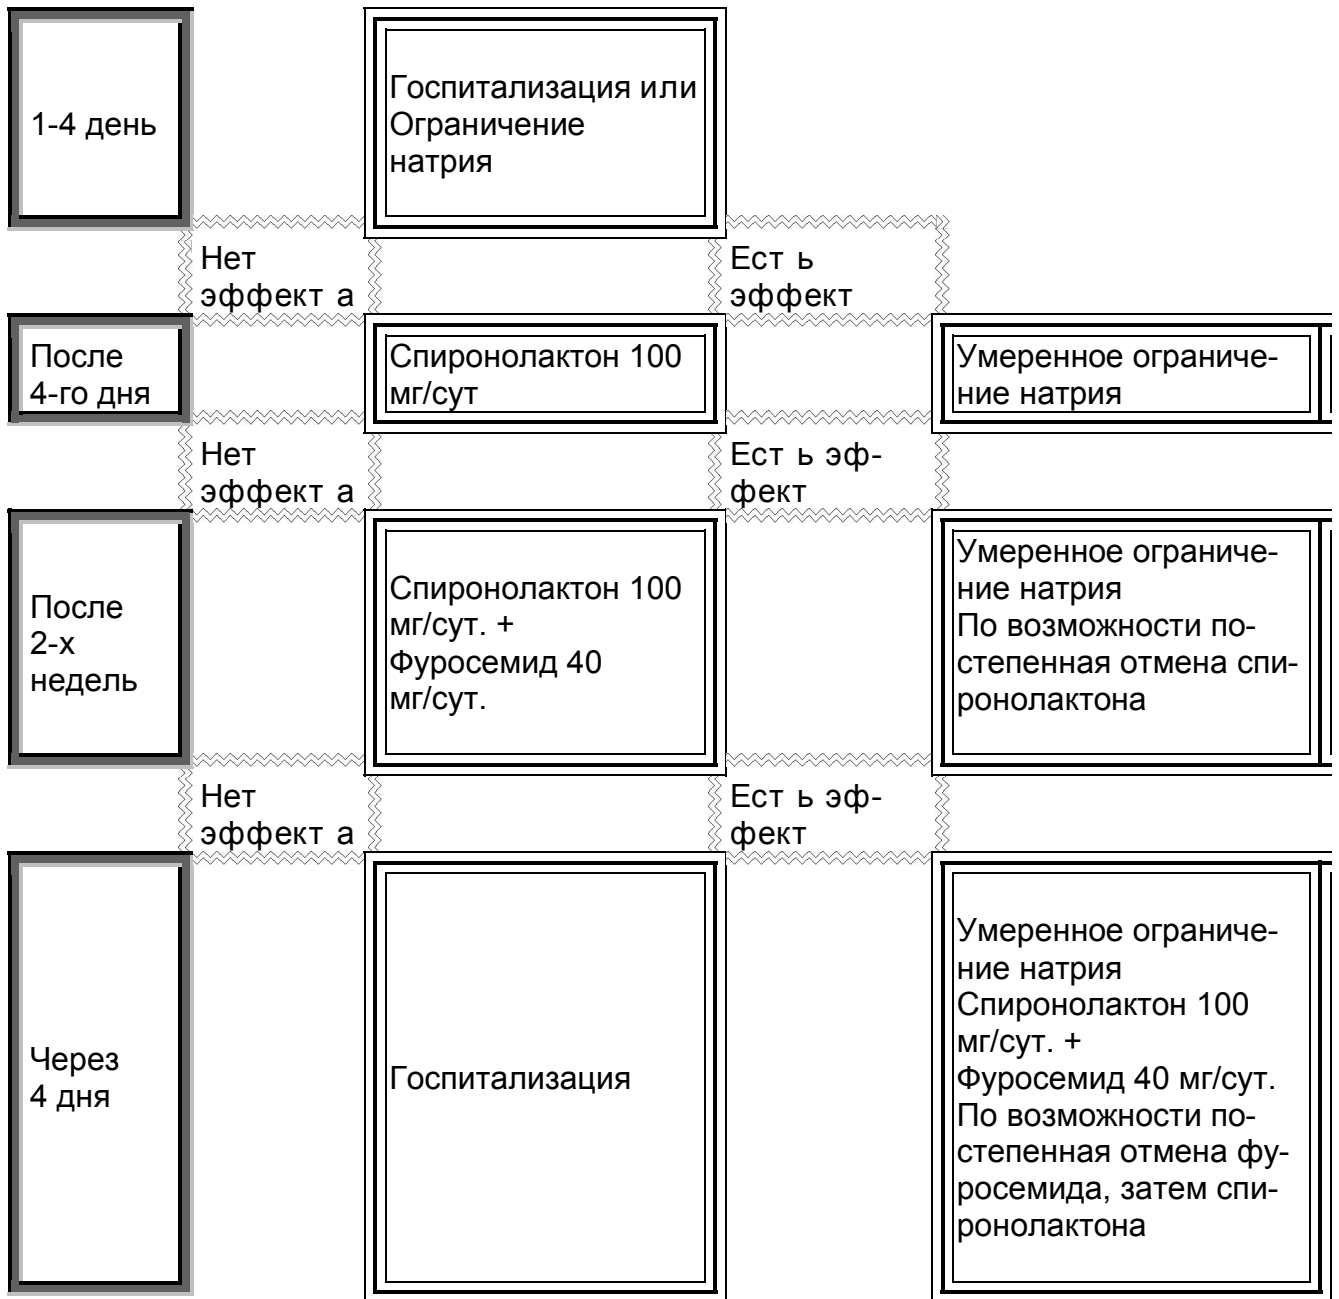 1-4 день
Госпитализация или
Ограничение
натрия
Нет
эффект а
Ест ь
эффект
После
4-го дня
Спиронолактон 100
мг/сут
Умеренное ограниче-
ние натрия
Нет
эффект а
Ест ь эф-
фект
После
2-х
недель
Спиронолактон 100
мг/сут. +
Фуросемид 40
мг/сут.
Умеренное ограниче-
ние натрия
По возможности по-
степенная отмена спи-
ронолактона
Нет
эффект а
Ест ь эф-
фект
Через
4 дня
Госпитализация
Умеренное ограниче-
ние натрия
Спиронолактон 100
мг/сут. +
Фуросемид 40 мг/сут.
По возможности по-
степенная отмена фу-
росемида, затем спи-
ронолактона